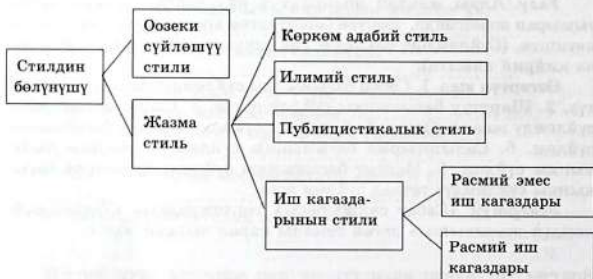 Стилдин
бөлүнүшү
Оозеки
сүйлөшүү
стили
Жазма
стиль
Көркөм адабий стиль
Илимий стиль
Публицистикалык стиль
Иш кагазда-
рынын стили
Расмий эмес
иш кагаздары
Расмий иш
кагаздары